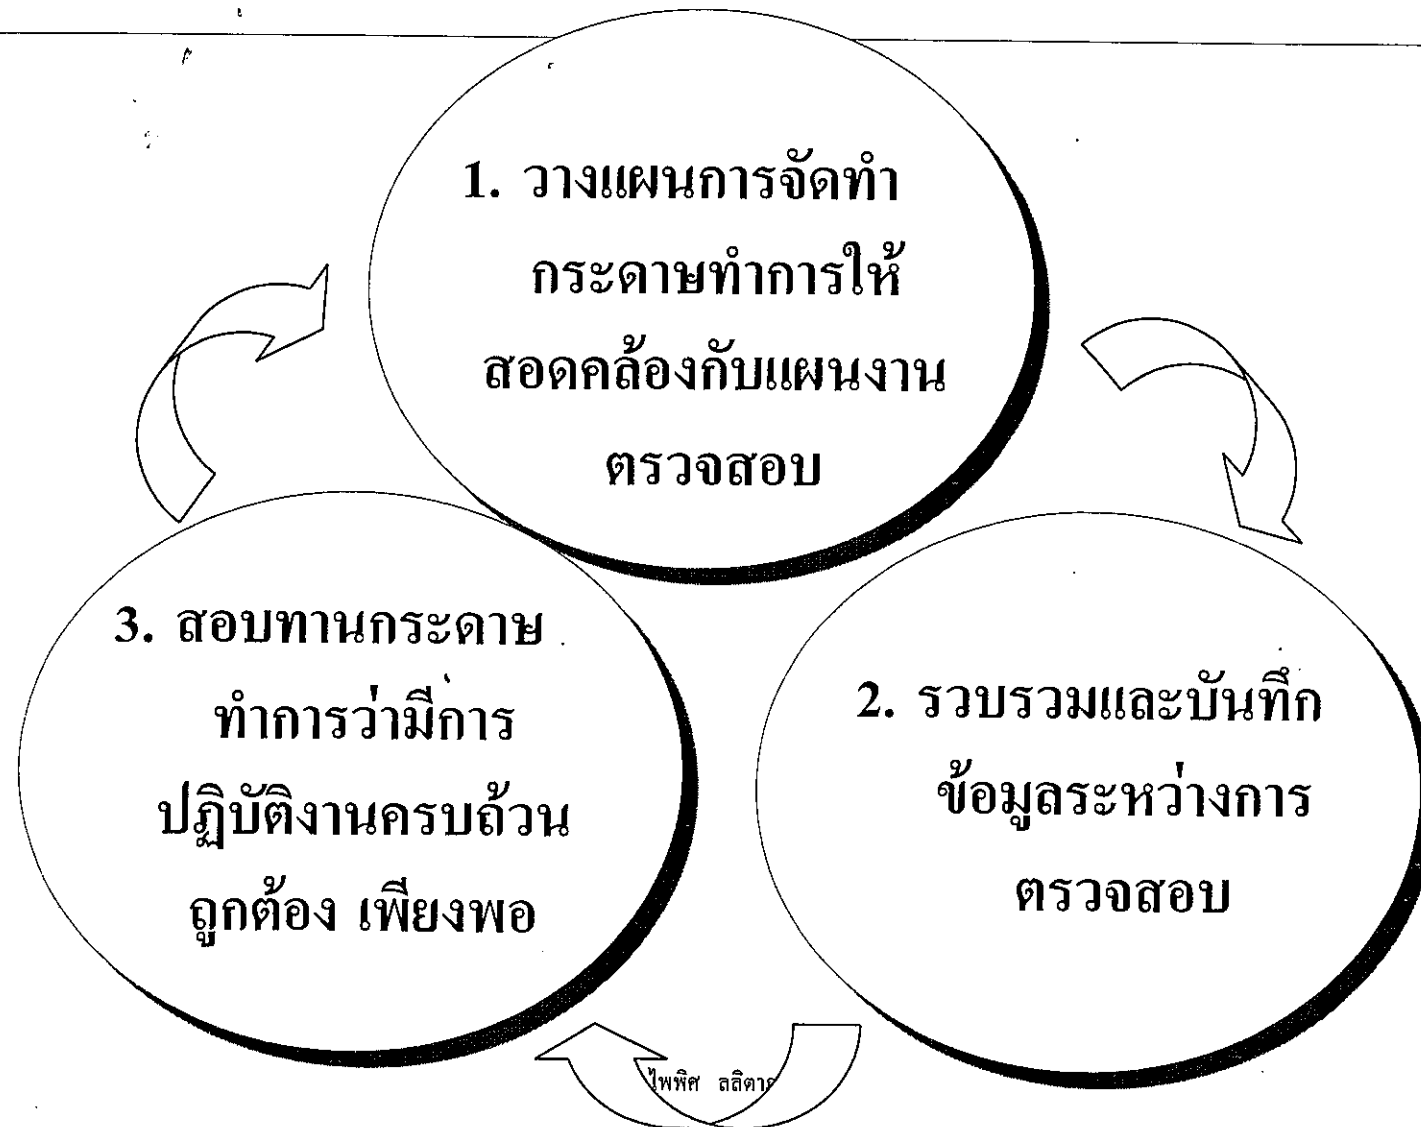 1. วางแผนการจัดทำ
กระดาษทำการให้
สอดคล้องกับแผนงาน
ตรวจสอบ
2. รวบรวมและบันทึก
ข้อมูลระหว่างการ
ตรวจสอบ
3. สอบทานกระดาษ
ทำการว่ามีการ
ปฏิบัติงานครบถ้วน
ถูกต้อง เพียงพอ
ไพพิศ